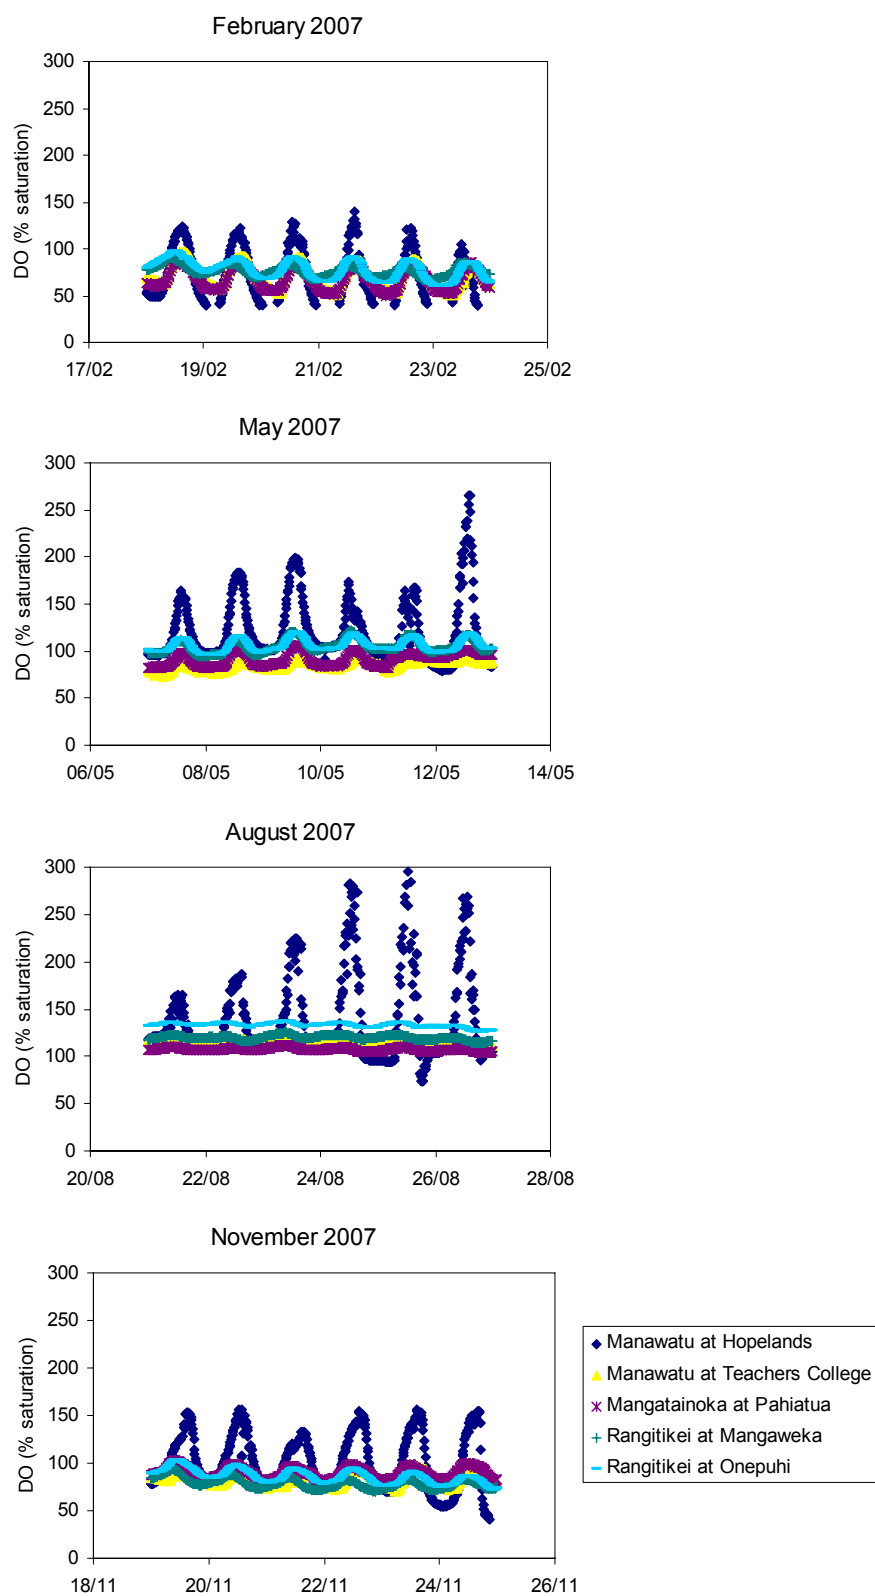 February 2007
300
250
200
150
100
50
0
DO (% saturation)
17/02 19/02 21/02 23/02 25/02
May 2007
300
250
200
150
100
50
0
DO (% saturation)
06/05 08/05 10/05 12/05 14/05
August 2007
300
250
200
150
100
50
0
DO (% saturation)
20/08 22/08 24/08 26/08 28/08
November 2007
300
250
200
150
100
50
0
DO (% saturation)
18/11 20/11 22/11 24/11 26/11
Manawatu at Hopelands
Manawatu at Teachers College
Mangatainoka at Pahiatua
Rangitikei at Mangaweka
Rangitikei at Onepuhi